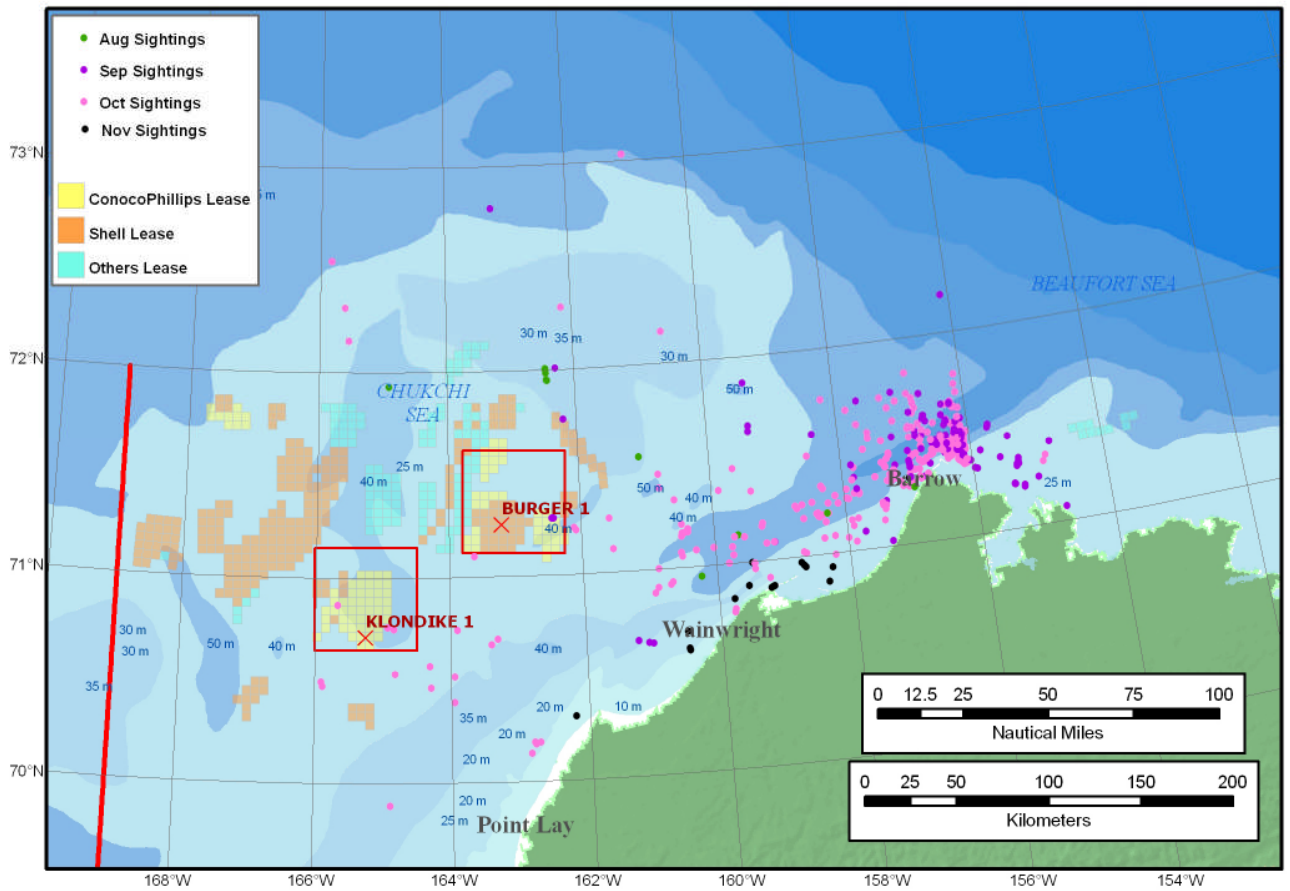 Aug Sightings
Sep Sightings
Oct Sightings
Nov Sightings
ConocoPhillips Lease
Shell Lease
Others Lease
73°N
5 m
BEAUFORT SEA
30 m
35 m
30 m
72°N
CHUKCHI
SEA
50 m
25 m
40 m
50 m
40 m
40 m
Barrow
25 m
BURGER 1
40 m
71°N
KLONDIKE 1
30 m
30 m
50 m
40 m
40 m
Wainwright
35 m
20 m
10 m
35 m
20 m
20 m
70°N
20 m
25 m
Point Lay
0 12.5 25 50 75 100
Nautical Miles
0 25 50 100 150 200
Kilometers
168°W
166°W
164°W
162°W
160°W
158°W
156°W
154°W